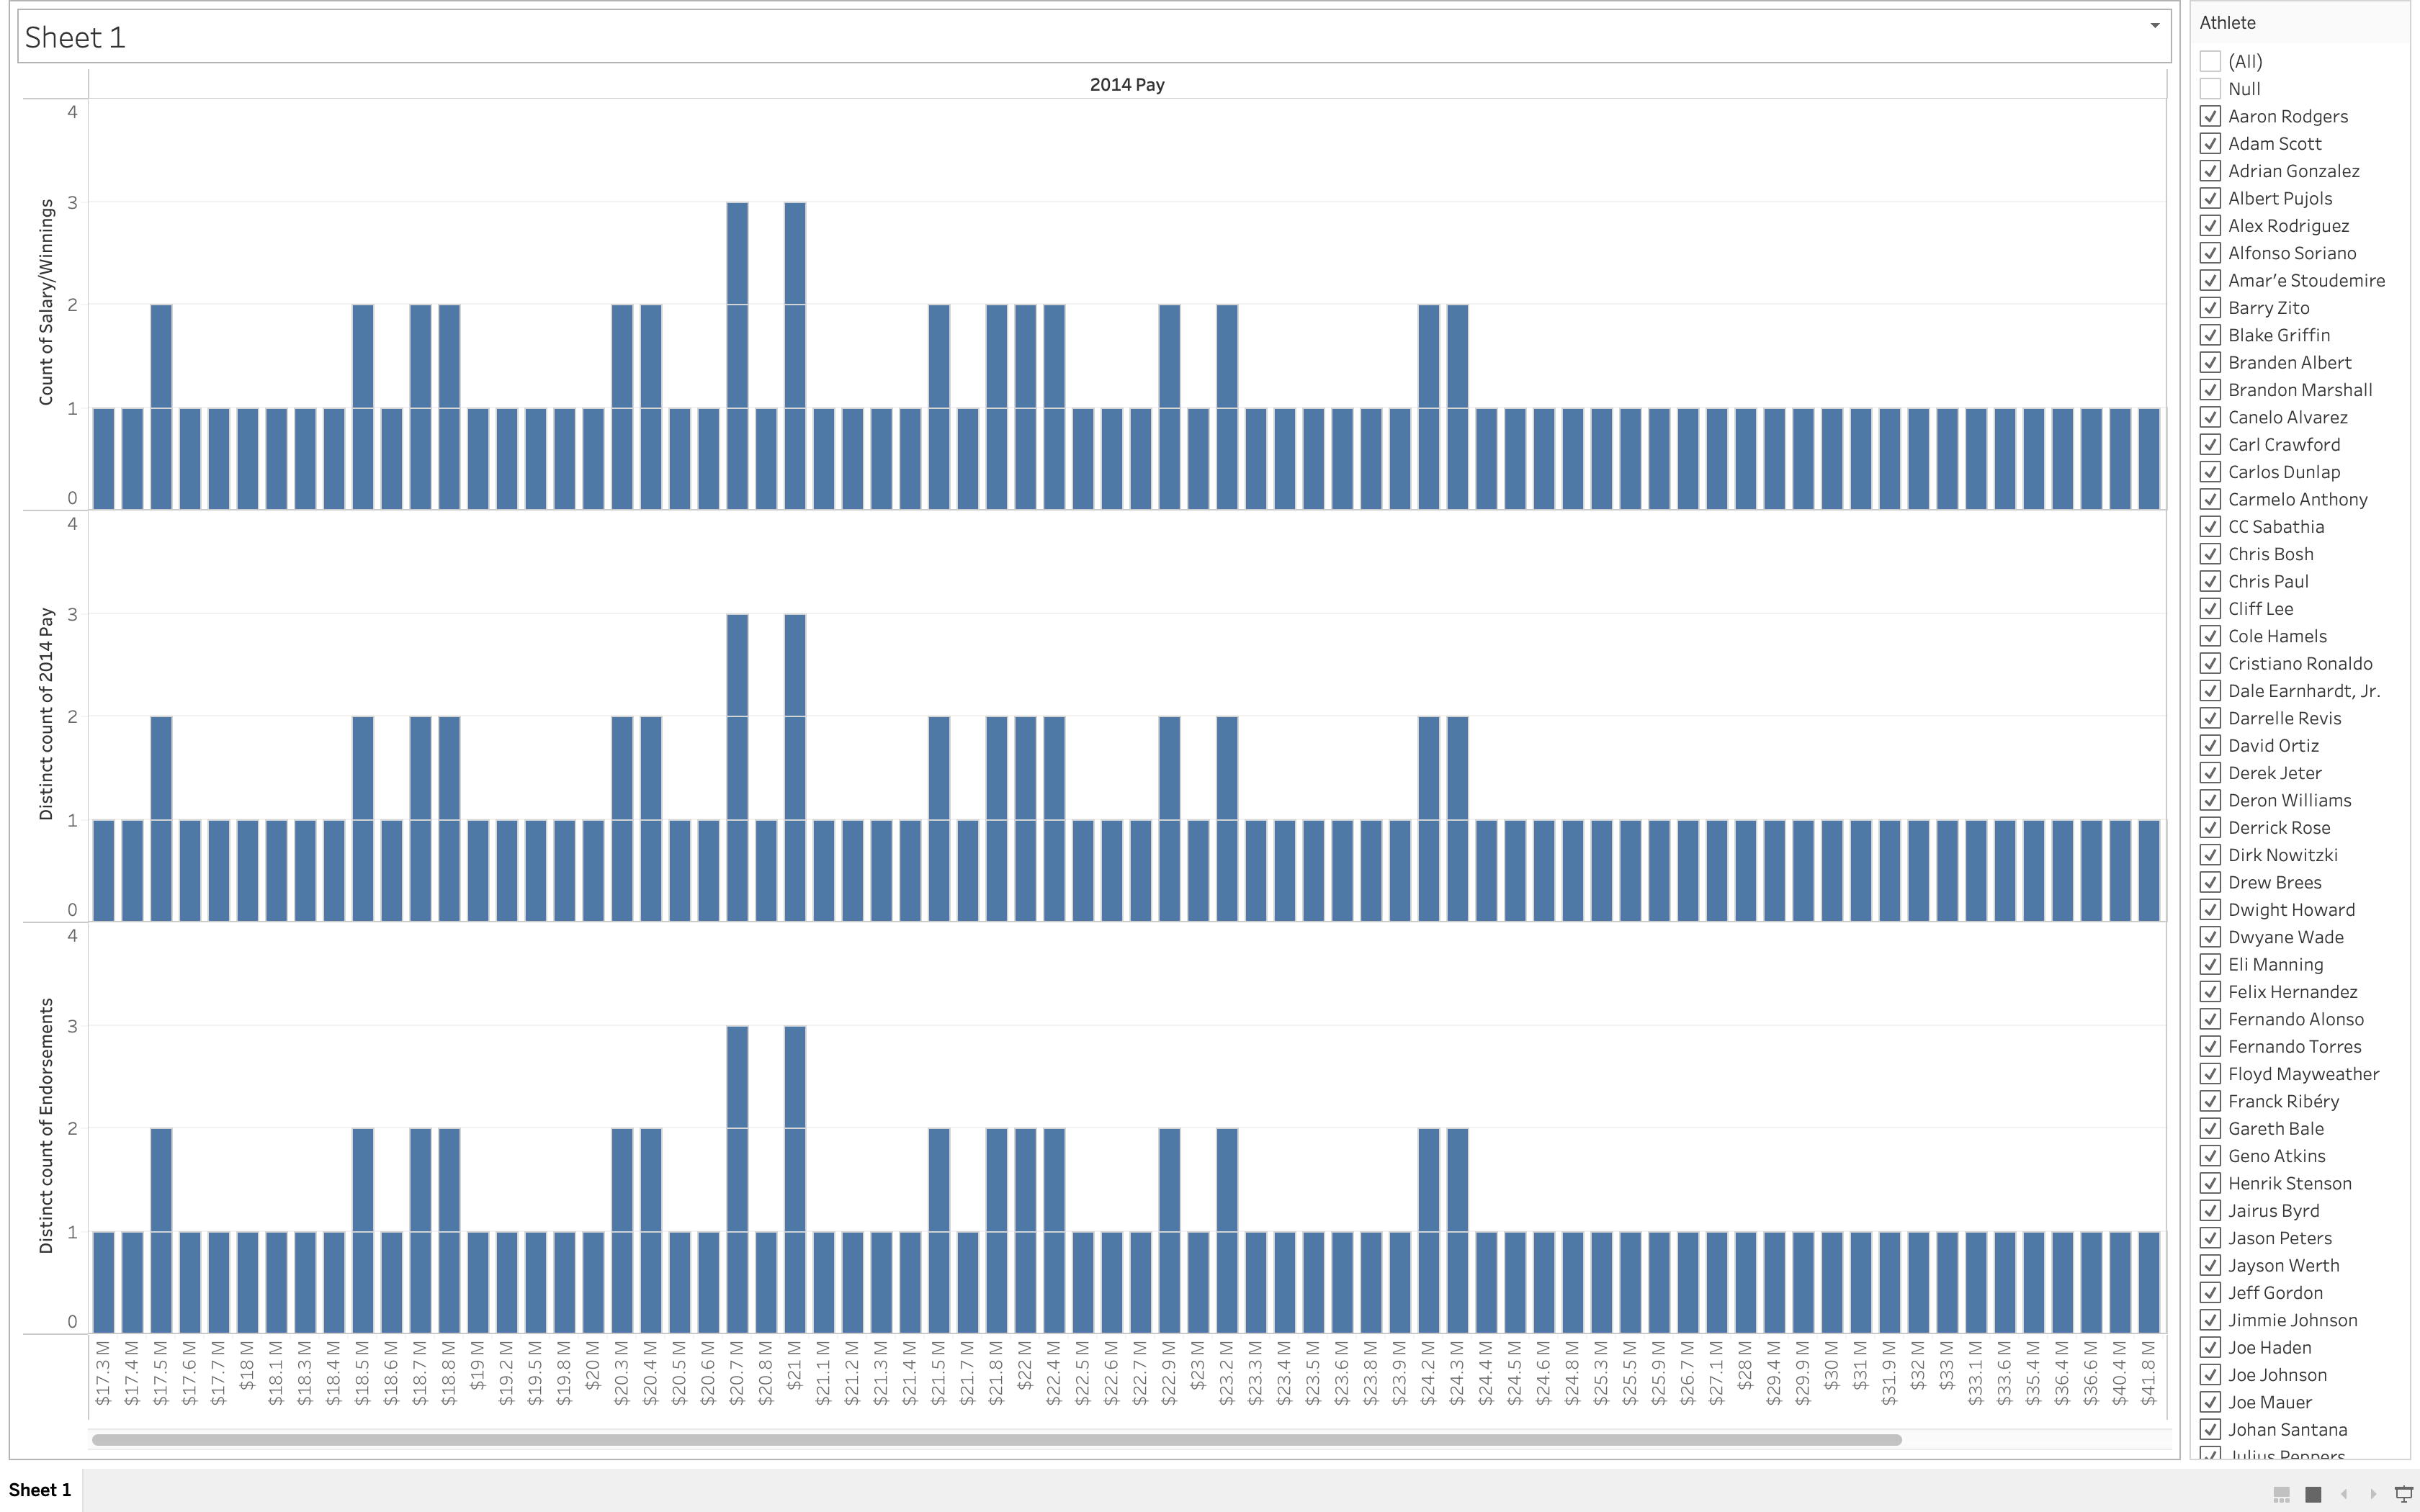 Sheet 1
2014 Pay
Count of Salary/Winnings
4
3
2
1
0
Distinct count of 2014 Pay
4
3
2
1
0
Distinct count of Endorsements
4
3
2
1
0
$17.3 M
$17.4 M
$17.5 M
$17.6 M
$17.7 M
$18 M
$18.1 M
$18.3 M
$18.4 M
$18.5 M
$18.6 M
$18.7 M
$18.8 M
$19 M
$19.2 M
$19.5 M
$19.8 M
$20 M
$20.3 M
$20.4 M
$20.5 M
$20.6 M
$20.7 M
$20.8 M
$21 M
$21.1 M
$21.2 M
$21.3 M
$21.4 M
$21.5 M
$21.7 M
$21.8 M
$22 M
$22.4 M
$22.5 M
$22.6 M
$22.7 M
$22.9 M
$23 M
$23.2 M
$23.3 M
$23.4 M
$23.5 M
$23.6 M
$23.8 M
$23.9 M
$24.2 M
$24.3 M
$24.4 M
$24.5 M
$24.6 M
$24.8 M
$25.3 M
$25.5 M
$25.9 M
$26.7 M
$27.1 M
$28 M
$29.4 M
$29.9 M
$30 M
$31 M
$31.9 M
$32 M
$33 M
$33.1 M
$33.6 M
$35.4 M
$36.4 M
$36.6 M
$40.4 M
$41.8 M
Athlete
(All)
Null
Aaron Rodgers
Adam Scott
Adrian Gonzalez
Albert Pujols
Alex Rodriguez
Alfonso Soriano
Amar’e Stoudemire
Barry Zito
Blake Griffin
Branden Albert
Brandon Marshall
Canelo Alvarez
Carl Crawford
Carlos Dunlap
Carmelo Anthony
CC Sabathia
Chris Bosh
Chris Paul
Cliff Lee
Cole Hamels
Cristiano Ronaldo
Dale Earnhardt, Jr.
Darrelle Revis
David Ortiz
Derek Jeter
Deron Williams
Derrick Rose
Dirk Nowitzki
Drew Brees
Dwight Howard
Dwyane Wade
Eli Manning
Felix Hernandez
Fernando Alonso
Fernando Torres
Floyd Mayweather
Franck Ribéry
Gareth Bale
Geno Atkins
Henrik Stenson
Jairus Byrd
Jason Peters
Jayson Werth
Jeff Gordon
Jimmie Johnson
Joe Haden
Joe Johnson
Joe Mauer
Johan Santana
Julius Peppers
Sheet 1